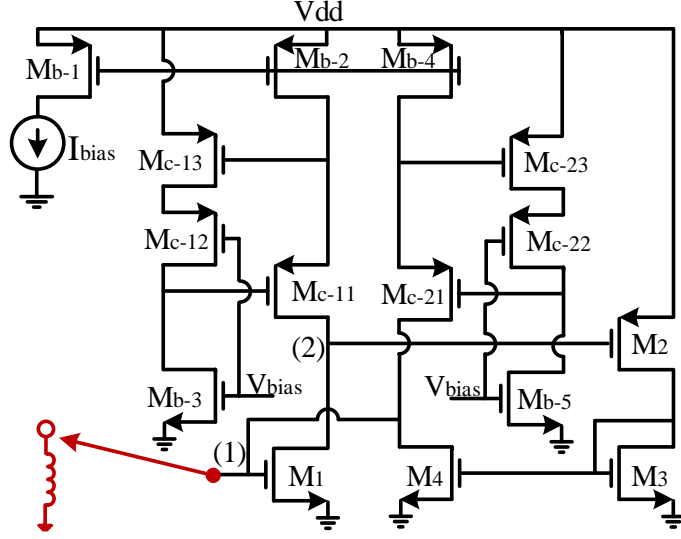 Vdd
Mb-1
Mb-2
Mb-4
Ibias
Mc-13
Mc-23
Mc-12
Mc-22
Mc-11
Mc-21
(2)
M2
Mb-3
Vbias
Vbias
Mb-5
(1)
M1
M4
M3